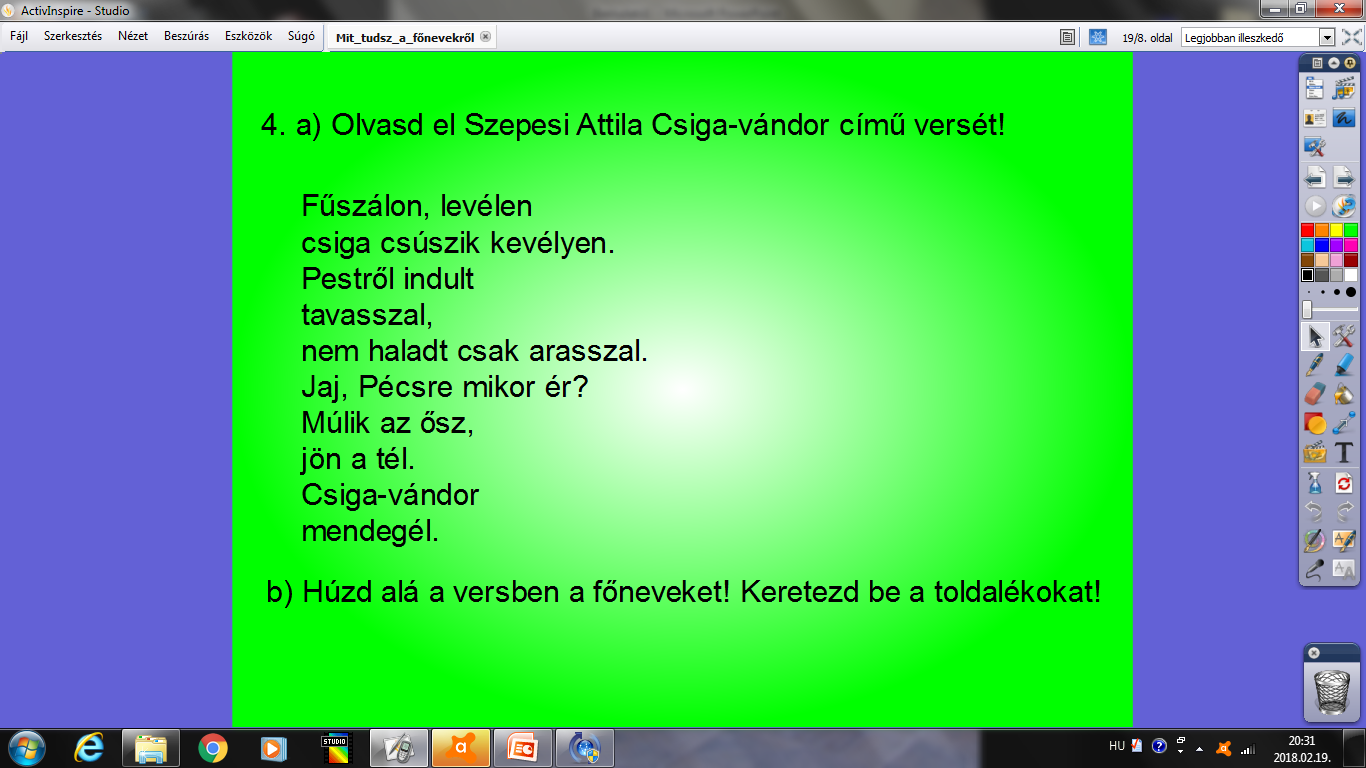 ActivInspire - Studio
Fájl Szerkesztés Nézet Beszúrás Eszközök Súgó Mit_tudsz_a_főnevekről 19/8. oldal Legjobban illeszkedő
4. a) Olvasd el Szepesi Attila Csiga-vándor című versét!
Fűszálon, levélen
csiga csúszik kevélyen.
Pestről indult
tavasszal,
nem haladt csak arasszal.
Jaj, Pécsre mikor ér?
Múlik az ősz,
jön a tél.
Csiga-vándor
mendegél.
b) Húzd alá a versben a főneveket! Keretezd be a toldalékokat!
STUDIO
HU
20:31
2018.02.19.